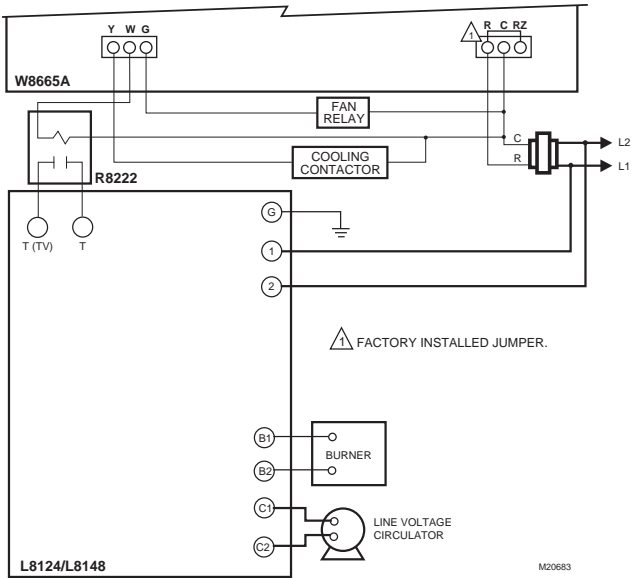 Y W G
1
R C RZ
W8665A
FAN
RELAY
C
L2
COOLING
CONTACTOR
R
L1
R8222
G
T (TV)
T
1
2
1 FACTORY INSTALLED JUMPER.
B1
BURNER
B2
C1
LINE VOLTAGE
CIRCULATOR
C2
L8124/L8148
M20683